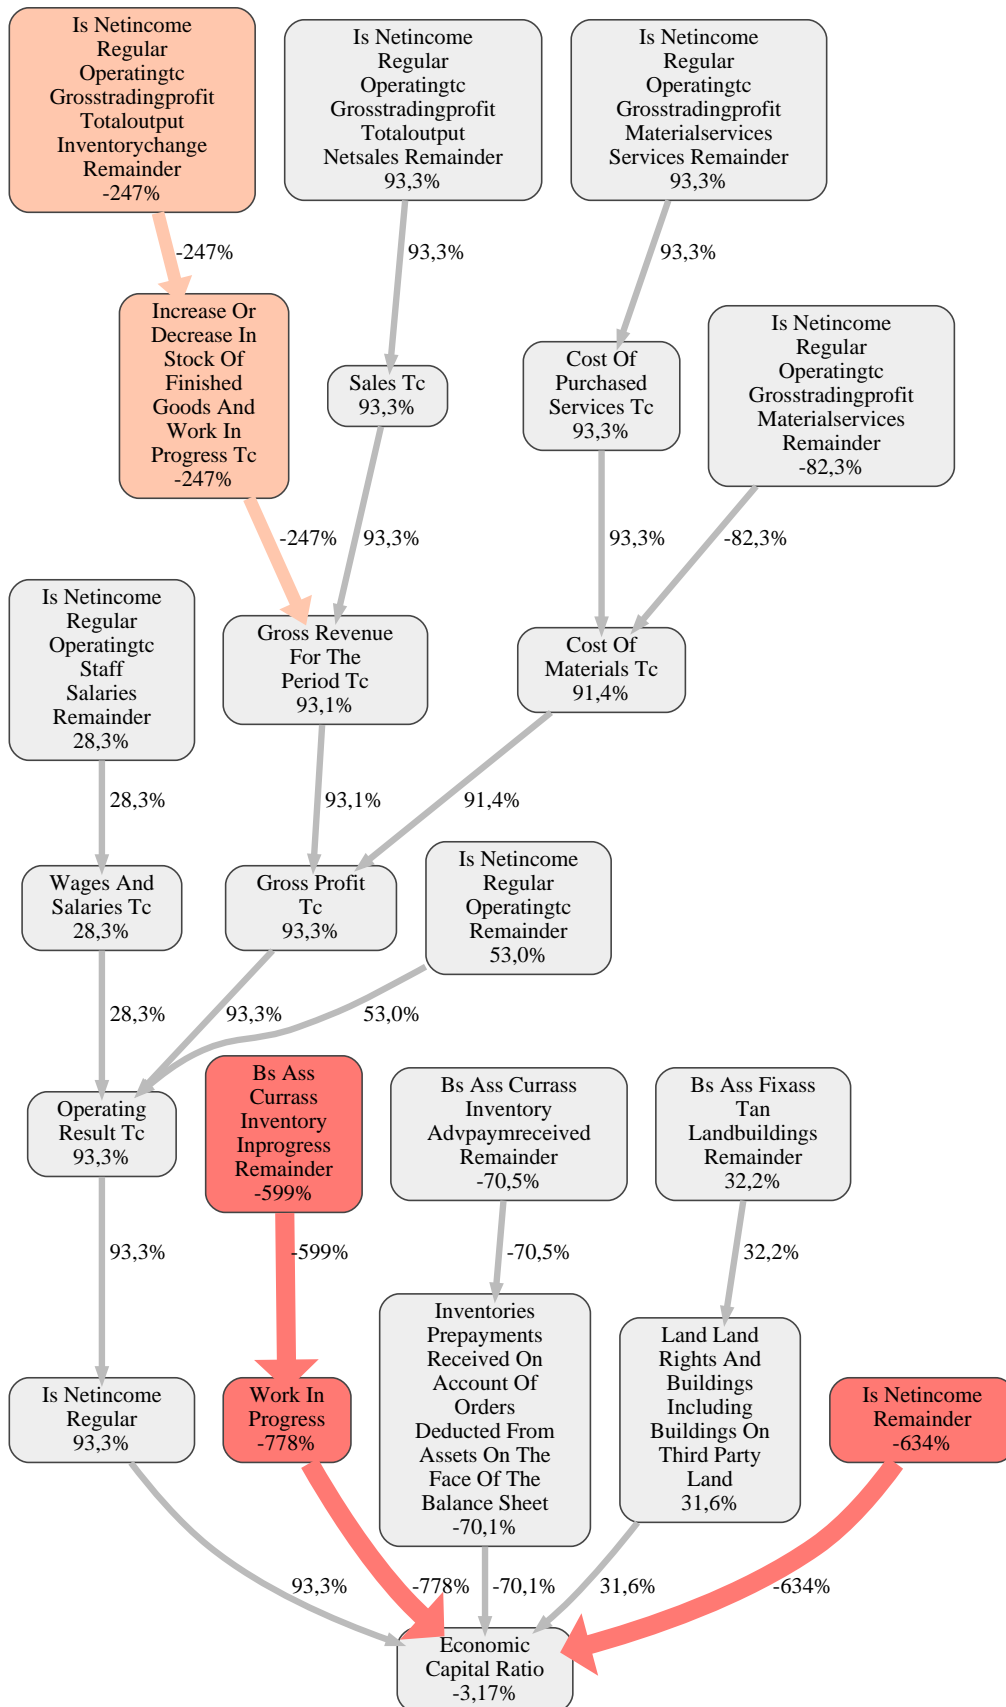 Is Netincome
Regular
Operatingtc
Grosstradingprofit
Totaloutput
Inventorychange
Remainder
-247%
Is Netincome
Regular
Operatingtc
Grosstradingprofit
Totaloutput
Netsales Remainder
93,3%
Is Netincome
Regular
Operatingtc
Grosstradingprofit
Materialservices
Services Remainder
93,3%
-247%
93,3%
93,3%
Increase Or
Decrease In
Stock Of
Finished
Goods And
Work In
Progress Tc
-247%
Sales Tc
93,3%
Cost Of
Purchased
Services Tc
93,3%
Is Netincome
Regular
Operatingtc
Grosstradingprofit
Materialservices
Remainder
-82,3%
-247%
93,3%
93,3%
-82,3%
Is Netincome
Regular
Operatingtc
Staff
Salaries
Remainder
28,3%
Gross Revenue
For The
Period Tc
93,1%
Cost Of
Materials Tc
91,4%
28,3%
93,1%
91,4%
Wages And
Salaries Tc
28,3%
Gross Profit
Tc
93,3%
Is Netincome
Regular
Operatingtc
Remainder
53,0%
28,3%
93,3%
53,0%
Operating
Result Tc
93,3%
Bs Ass
Currass
Inventory
Inprogress
Remainder
-599%
Bs Ass Currass
Inventory
Advpaymreceived
Remainder
-70,5%
Bs Ass Fixass
Tan
Landbuildings
Remainder
32,2%
93,3%
-599%
-70,5%
32,2%
Is Netincome
Regular
93,3%
Work In
Progress
-778%
Inventories
Prepayments
Received On
Account Of
Orders
Deducted From
Assets On The
Face Of The
Balance Sheet
-70,1%
Land Land
Rights And
Buildings
Including
Buildings On
Third Party
Land
31,6%
Is Netincome
Remainder
-634%
93,3%
-778%
-70,1%
31,6%
-634%
Economic
Capital Ratio
-3,17%